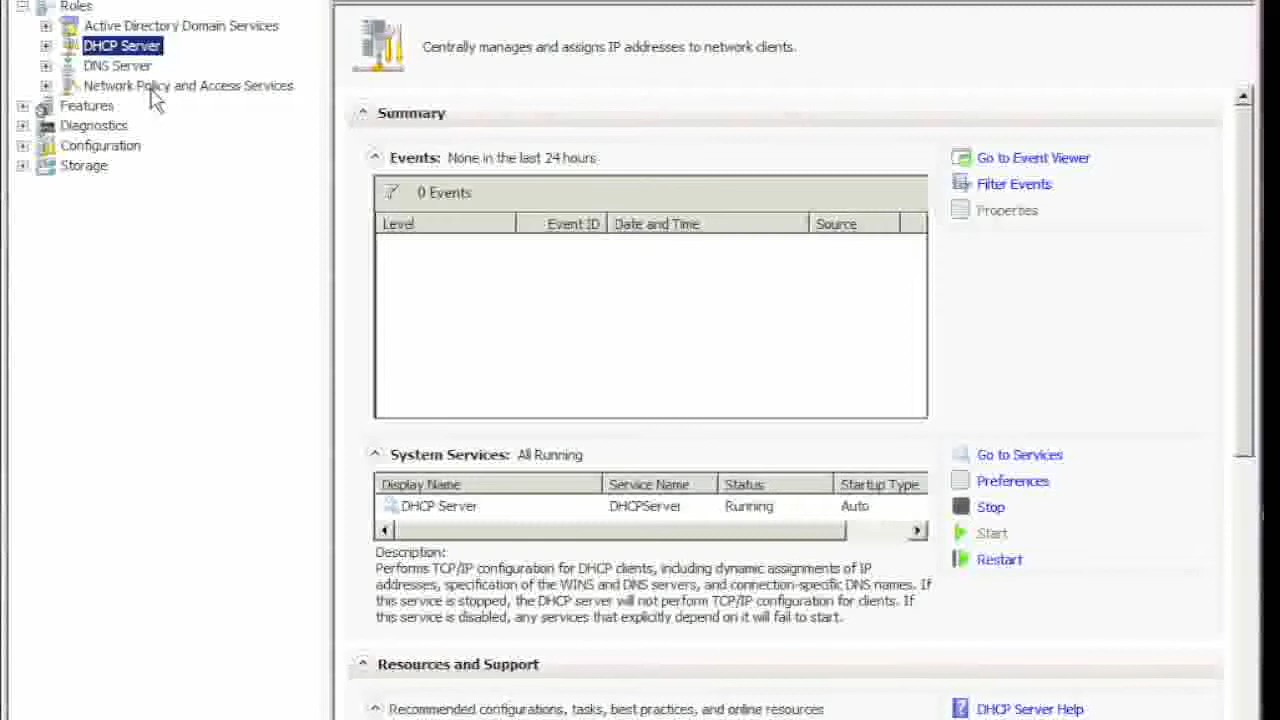 Roles
Active Directory Domain Services
DHCP Server
DNS Server
Network Policy and Access Services
Features
Diagnostics
Configuration
Storage
Centrally manages and assigns IP addresses to network clients.
Summary
Events: None in the last 24 hours
0 Events
Level Event ID Date and Time Source
Go to Event Viewer
Filter Events
Properties
System Services: All Running
Display Name Service Name Status Startup Type
DHCP Server DHCPServer Running Auto
Description:
Performs TCP/IP configuration for DHCP clients, including dynamic assignments of IP
addresses, specification of the WINS and DNS servers, and connection-specific DNS names. If
this service is stopped, the DHCP server will not perform TCP/IP configuration for clients. If
this service is disabled, any services that explicitly depend on it will fail to start.
Go to Services
Preferences
Stop
Start
Restart
Resources and Support
Recommended configurations, tasks, best practices, and online resources
DHCP Server Help